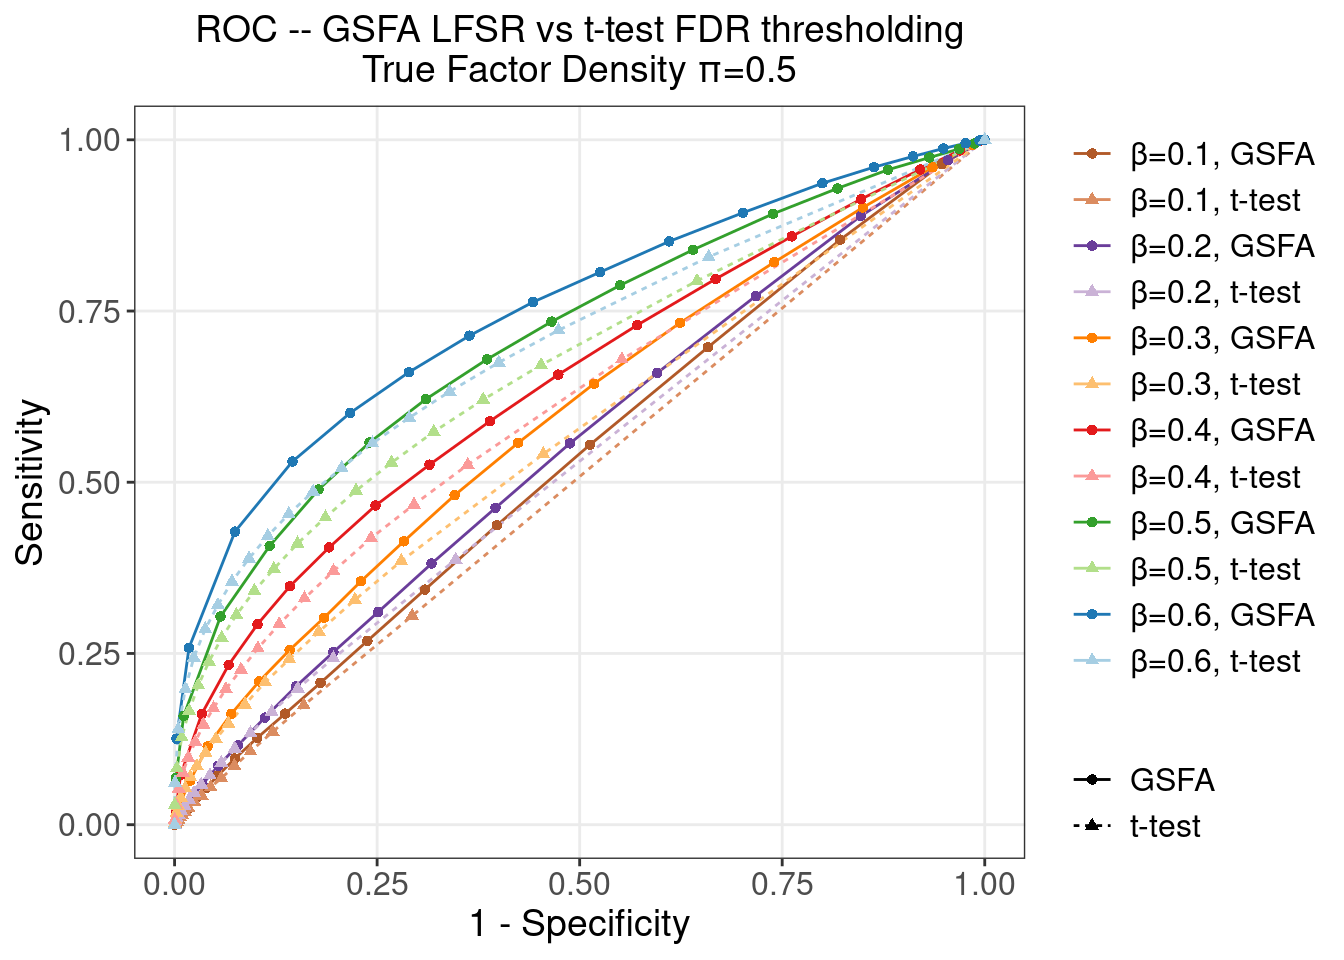 ROC -- GSFA LFSR vs t-test FDR thresholding
True Factor Density π=0.5
1.00
0.75
0.50
0.25
0.00
Sensitivity
0.00 0.25 0.50 0.75 1.00
1 - Specificity
β=0.1, GSFA
β=0.1, t-test
β=0.2, GSFA
β=0.2, t-test
β=0.3, GSFA
β=0.3, t-test
β=0.4, GSFA
β=0.4, t-test
β=0.5, GSFA
β=0.5, t-test
β=0.6, GSFA
β=0.6, t-test
GSFA
t-test